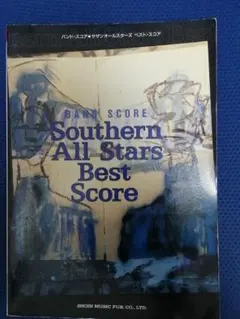 バンド・スコア★サザンオールスターズ ベスト・スコア
BAND SCORE
Southern
All Stars
Best
Score
SHINKO MUSIC PUB. CO., LTD.